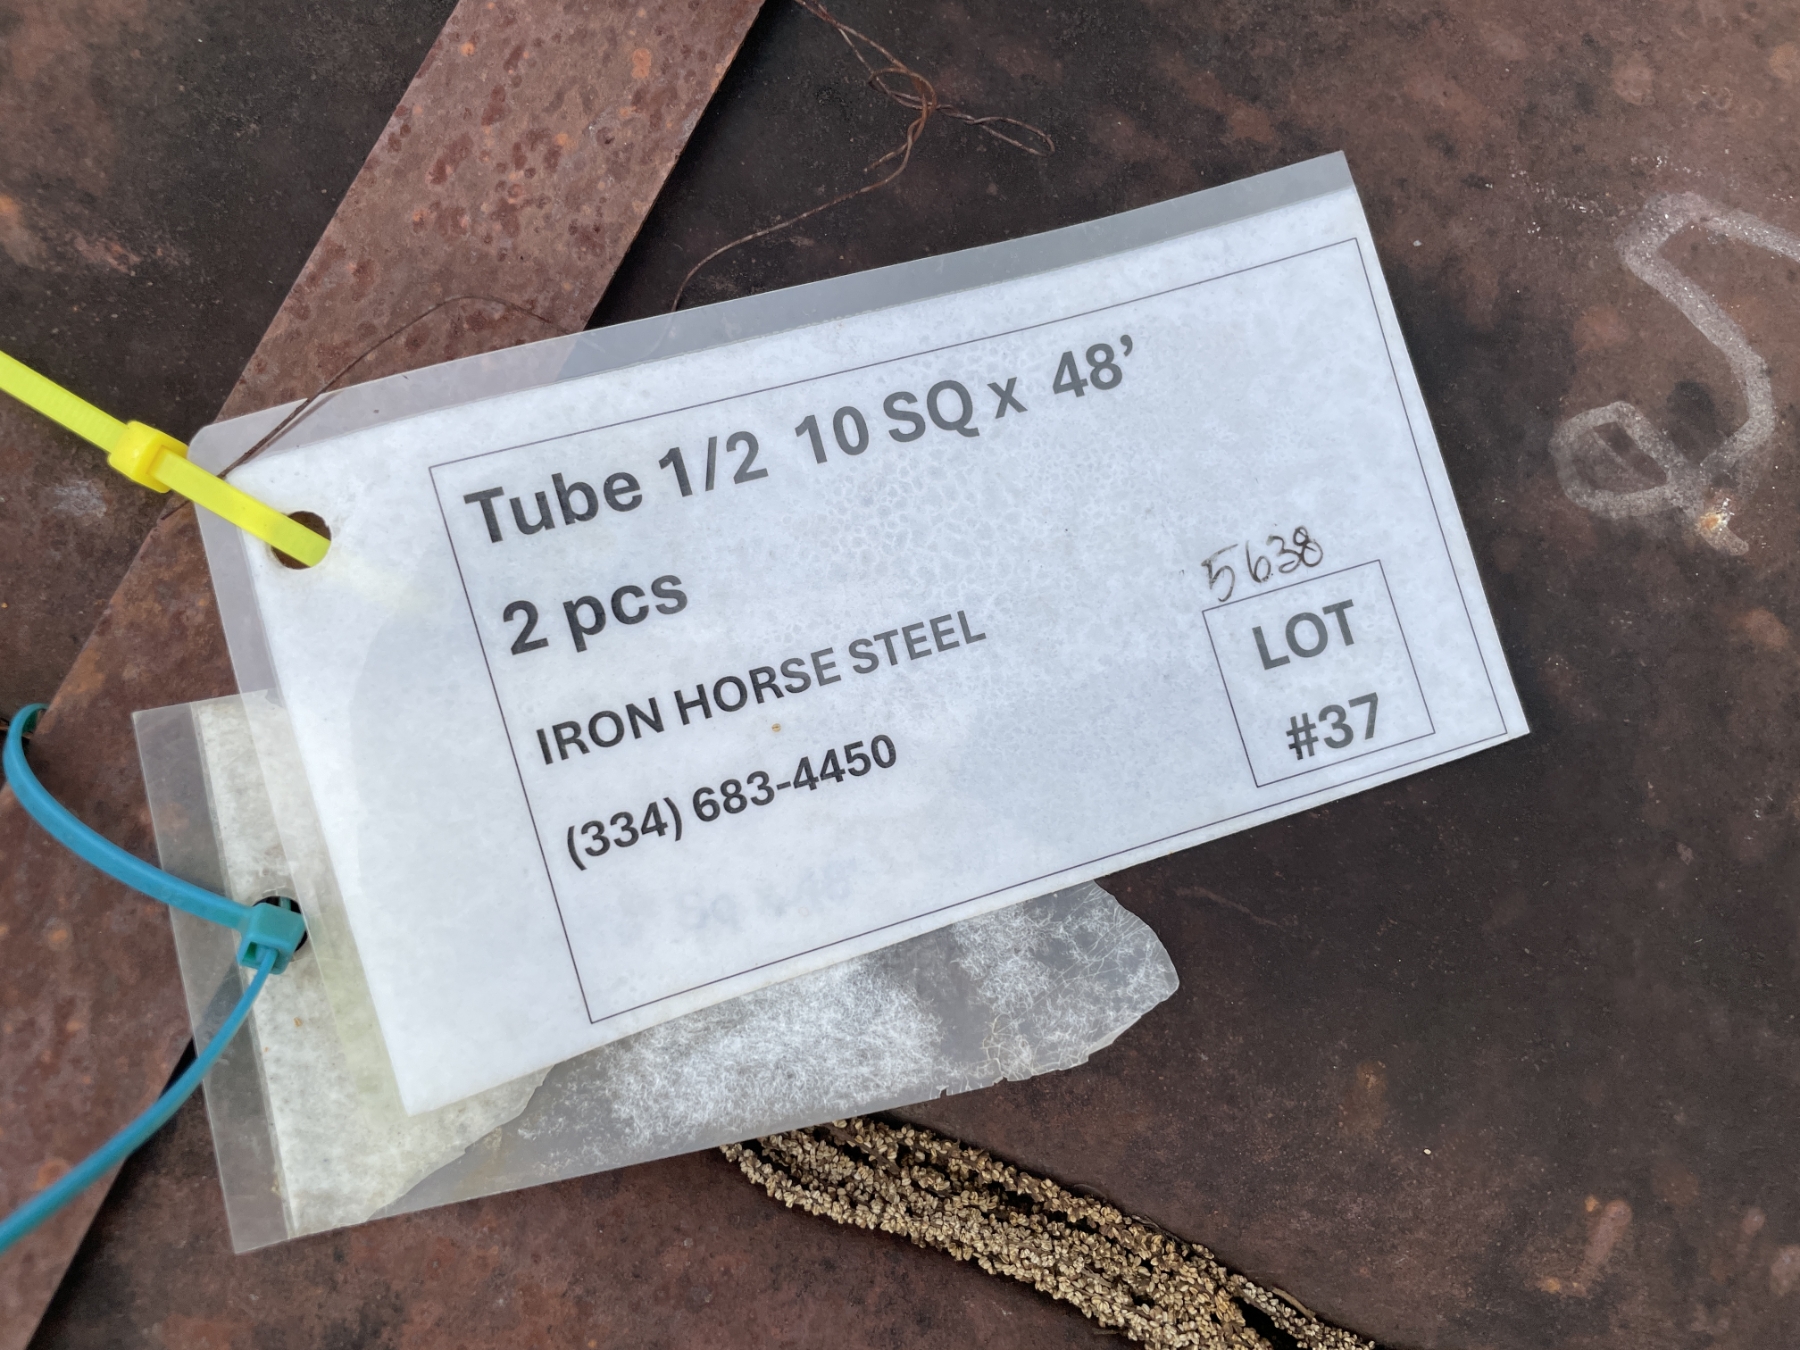 Tube 1/2 10 SQ x 48’
2 pcs
IRON HORSE STEEL
(334) 683-4450
5638
LOT
#37